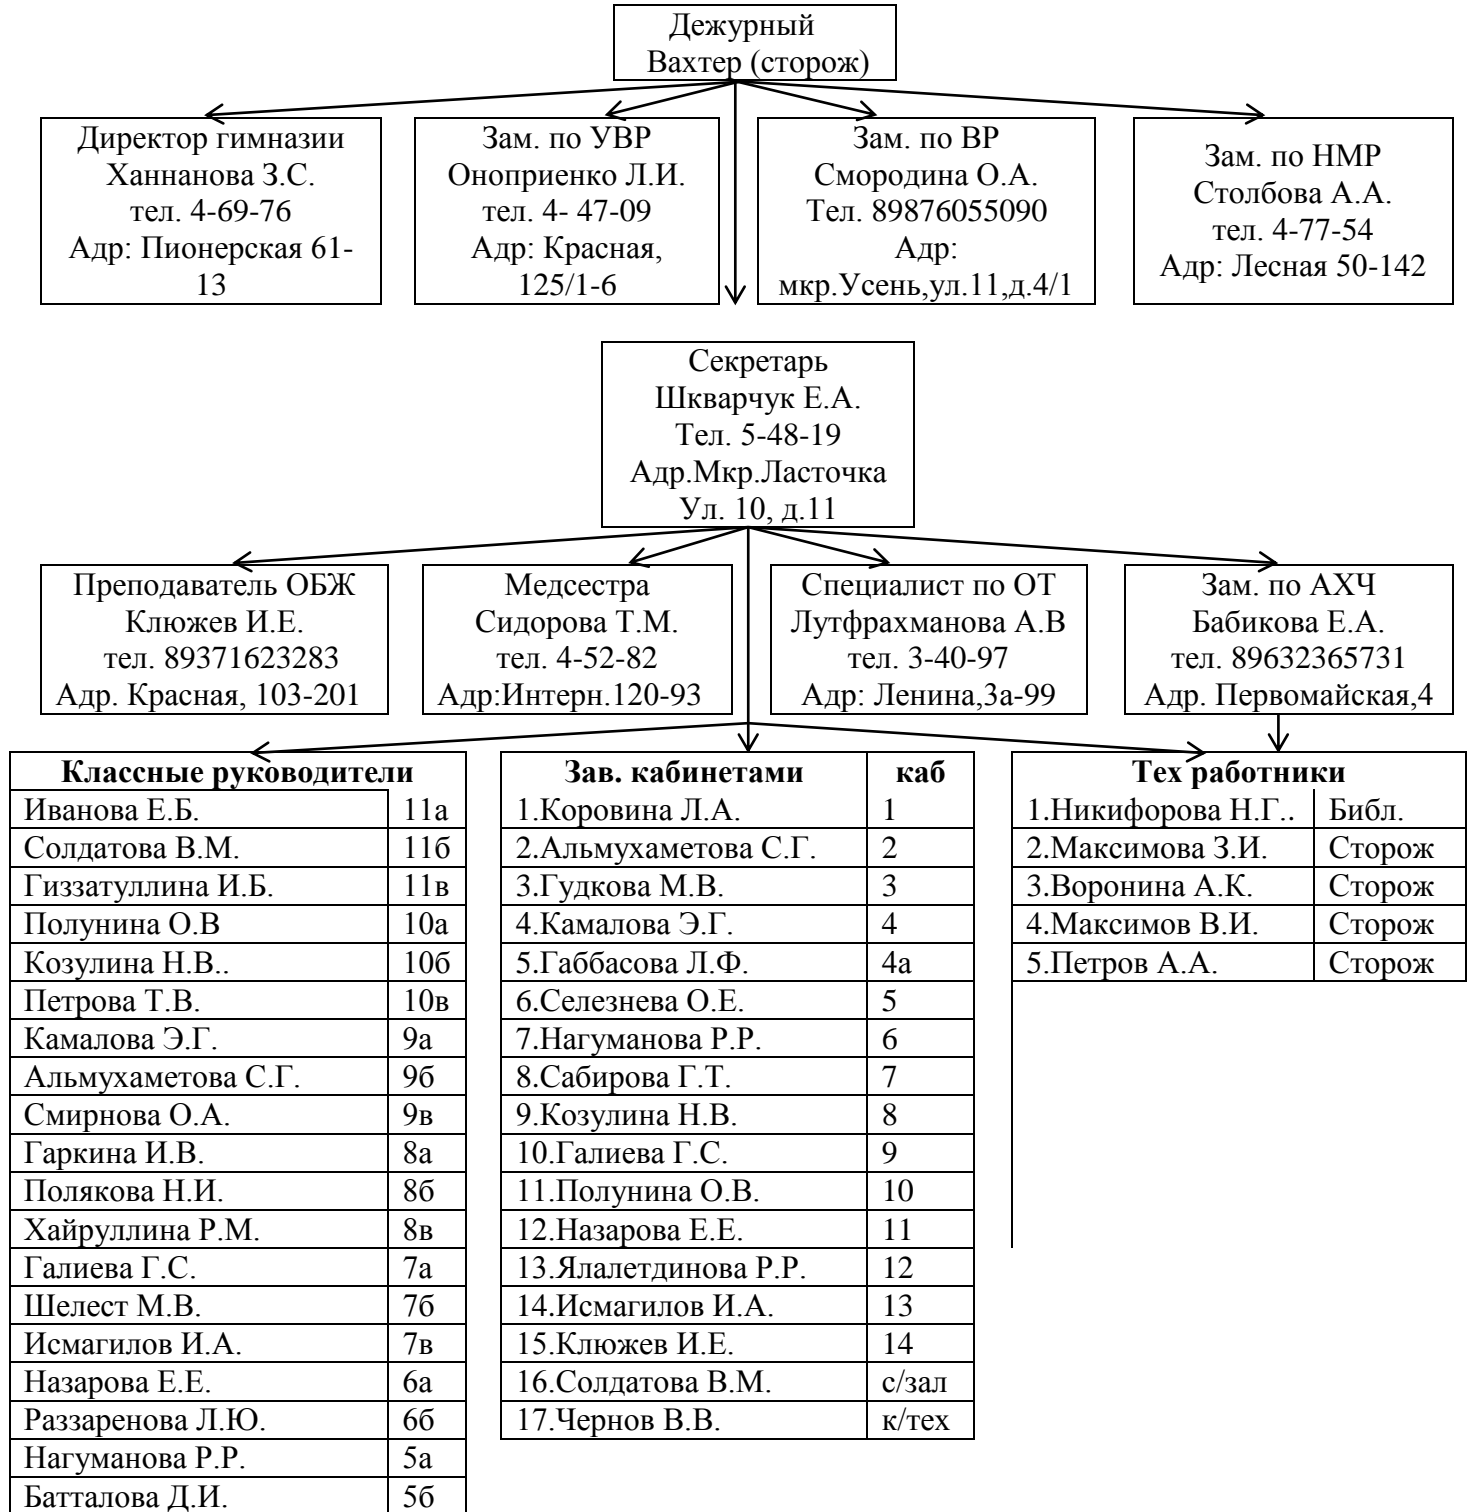 Дежурный
Вахтер (сторож)
Директор гимназии
Ханнанова З.С.
тел. 4-69-76
Адр: Пионерская 61-
13
Зам. по УВР
Оноприенко Л.И.
тел. 4- 47-09
Адр: Красная,
125/1-6
Зам. по ВР
Смородина О.А.
Тел. 89876055090
Адр:
мкр.Усень,ул.11,д.4/1
Зам. по НМР
Столбова А.А.
тел. 4-77-54
Адр: Лесная 50-142
Секретарь
Шкварчук Е.А.
Тел. 5-48-19
Адр.Мкр.Ласточка
Ул. 10, д.11
Преподаватель ОБЖ
Клюжев И.Е.
тел. 89371623283
Адр. Красная, 103-201
Медсестра
Сидорова Т.М.
тел. 4-52-82
Адр:Интерн.120-93
Специалист по ОТ
Лутфрахманова А.В
тел. 3-40-97
Адр: Ленина,3а-99
Зам. по АХЧ
Бабикова Е.А.
тел. 89632365731
Адр. Первомайская,4
Классные руководители
Иванова Е.Б. 11а
Солдатова В.М. 11б
Гиззатуллина И.Б. 11в
Полунина О.В 10а
Козулина Н.В.. 10б
Петрова Т.В. 10в
Камалова Э.Г. 9а
Альмухаметова С.Г. 9б
Смирнова О.А. 9в
Гаркина И.В. 8а
Полякова Н.И. 8б
Хайруллина Р.М. 8в
Галиева Г.С. 7а
Шелест М.В. 7б
Исмагилов И.А. 7в
Назарова Е.Е. 6а
Раззаренова Л.Ю. 6б
Нагуманова Р.Р. 5а
Батталова Д.И. 5б
Зав. кабинетами каб
1.Коровина Л.А. 1
2.Альмухаметова С.Г. 2
3.Гудкова М.В. 3
4.Камалова Э.Г. 4
5.Габбасова Л.Ф. 4а
6.Селезнева О.Е. 5
7.Нагуманова Р.Р. 6
8.Сабирова Г.Т. 7
9.Козулина Н.В. 8
10.Галиева Г.С. 9
11.Полунина О.В. 10
12.Назарова Е.Е. 11
13.Ялалетдинова Р.Р. 12
14.Исмагилов И.А. 13
15.Клюжев И.Е. 14
16.Солдатова В.М. с/зал
17.Чернов В.В. к/тех
Тех работники
1.Никифорова Н.Г.. Библ.
2.Максимова З.И. Сторож
3.Воронина А.К. Сторож
4.Максимов В.И. Сторож
5.Петров А.А. Сторож